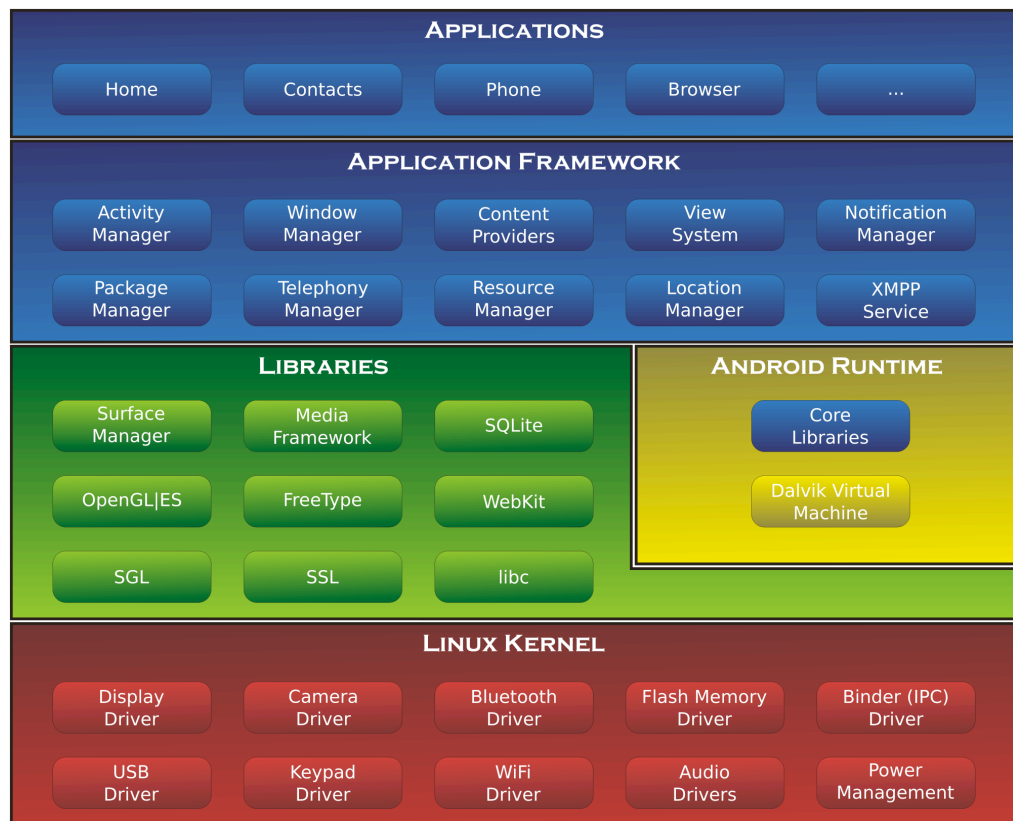 APPLICATIONS
Home
Contacts
Phone
Browser
...
APPLICATION FRAMEWORK
Activity
Manager
Window
Manager
Content
Providers
View
System
Notification
Manager
Package
Manager
Telephony
Manager
Resource
Manager
Location
Manager
XMPP
Service
LIBRARIES
Surface
Manager
Media
Framework
SQLite
OpenGL|ES
FreeType
WebKit
SGL
SSL
libc
ANDROID RUNTIME
Core
Libraries
Dalvik Virtual
Machine
LINUX KERNEL
Display
Driver
Camera
Driver
Bluetooth
Driver
Flash Memory
Driver
Binder (IPC)
Driver
USB
Driver
Keypad
Driver
WiFi
Driver
Audio
Drivers
Power
Management